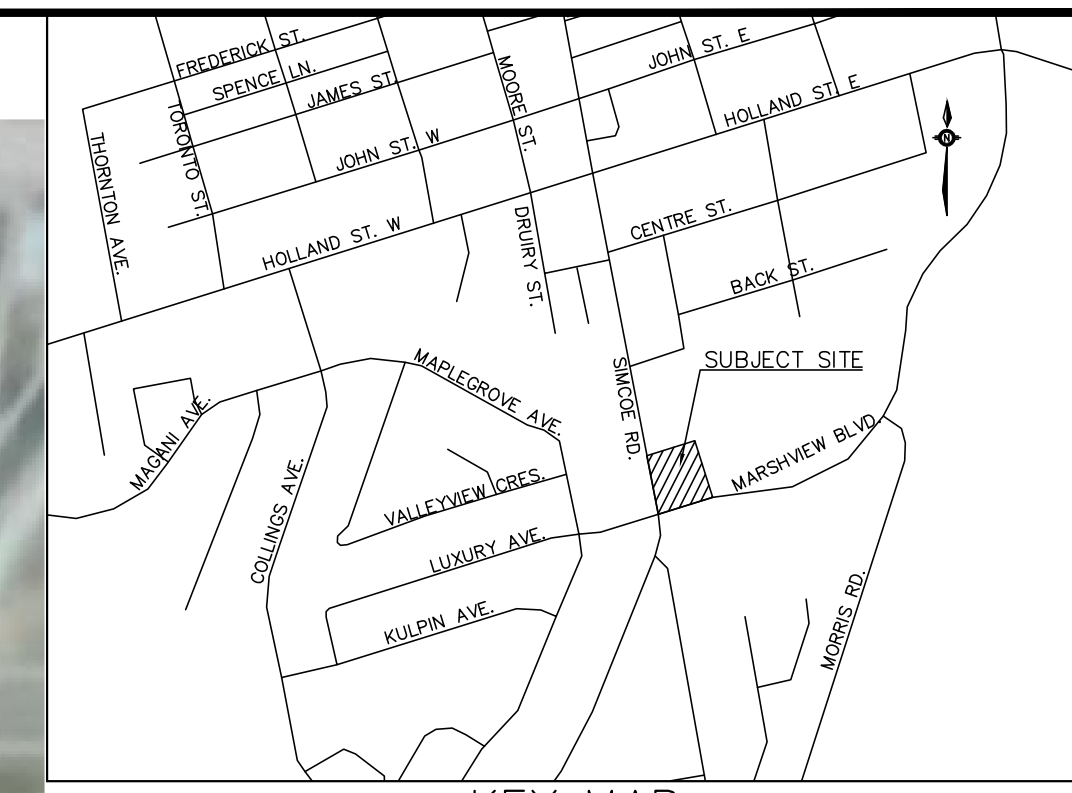 FREDERICK ST.
SPENCE LN.
JAMES ST.
JOHN ST. W
HOLLAND ST. W
THORNTON AVE.
TORONTO ST.
MOORE ST.
JOHN ST. E
HOLLAND ST. E
N
DRUIRY ST.
CENTRE ST.
BACK ST.
SIMCOE RD.
SUBJECT SITE
MAPLEGROVE AVE.
MAGANI AVE.
COLLINGS AVE.
VALLEYVIEW CRES.
MARSHVIEW BLVD.
LUXURY AVE.
KULPIN AVE.
MORRIS RD.
KEY MAP